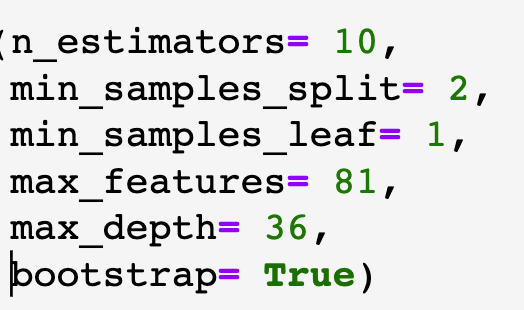 (n_estimators= 10,
min_samples_split= 2,
min_samples_leaf= 1,
max_features= 81,
max_depth= 36,
bootstrap= True)